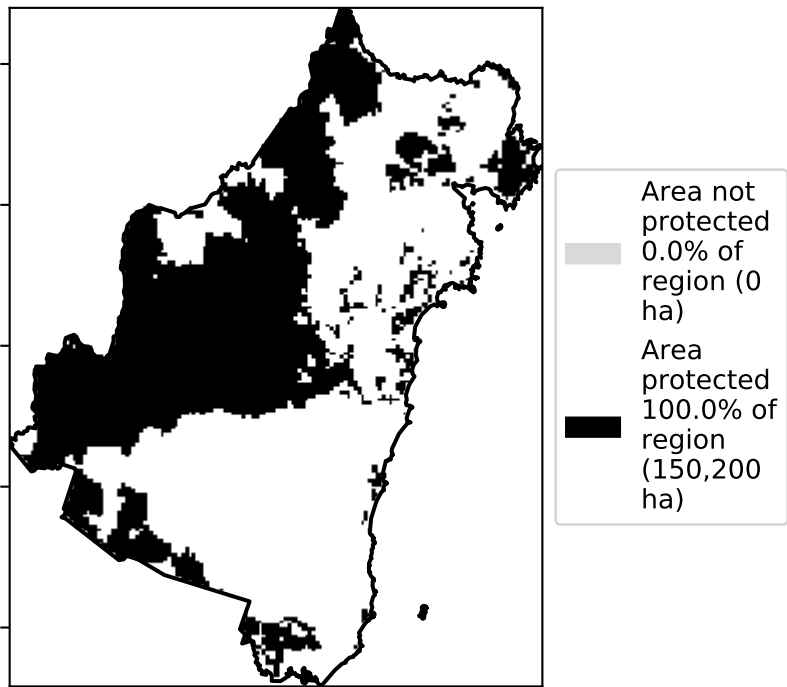 Area not
protected
0.0% of
region (0
ha)
Area
protected
100.0% of
region
(150,200
ha)